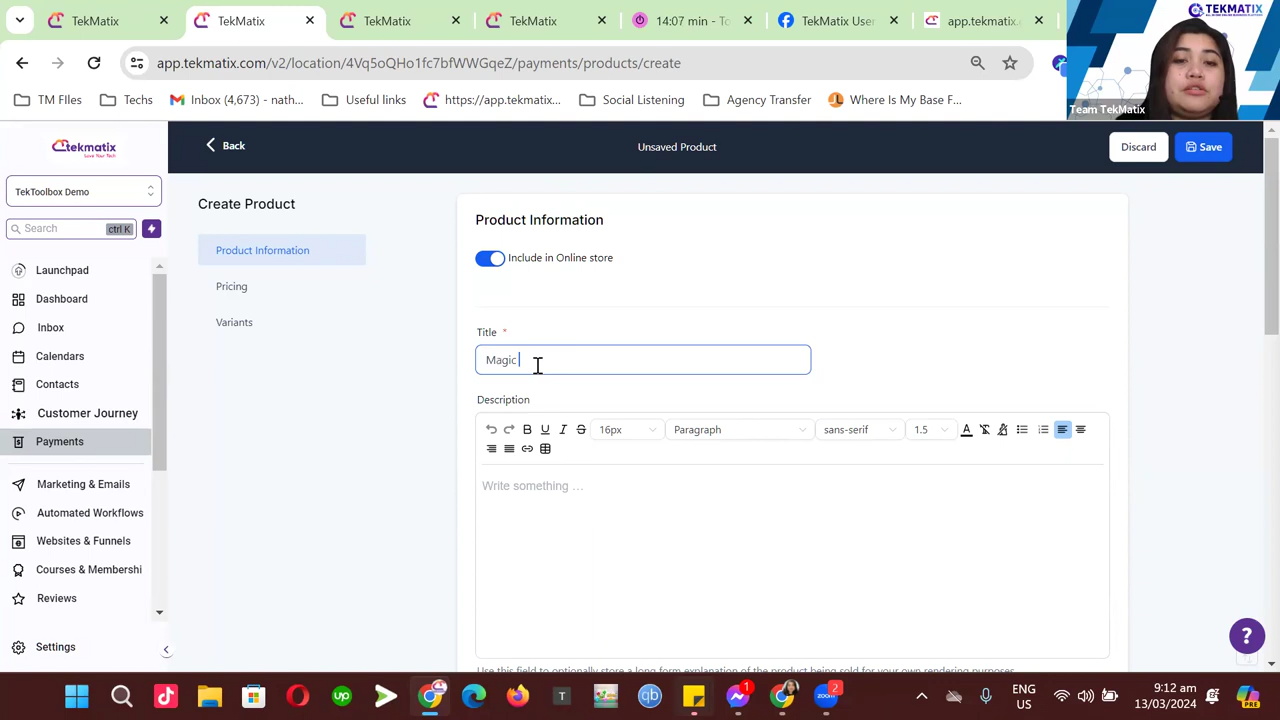 TekMatix
TekMatix
TekMatix
TekMatix
14:07 min - To
TekMatix User
app.tekmatix.
app.tekmatix.com/v2/location/4Vq5oQHo1fc7bfWWGqeZ/payments/products/create
TM FIles
Techs
Inbox (4,673) - nath...
Useful links
https://app.tekmatix...
Social Listening
Agency Transfer
Where Is My Base F...
TEKMATIX
Team TekMatix
tekmatix
Love Your Tech
Back
Unsaved Product
Discard
Save
TekToolbox Demo
Search
ctrl K
Launchpad
Dashboard
Inbox
Calendars
Contacts
Customer Journey
Payments
Marketing & Emails
Automated Workflows
Websites & Funnels
Courses & Membershi
Reviews
Settings
Create Product
Product Information
Pricing
Variants
Product Information
Include in Online store
Title *
Magic
Description
16px
Paragraph
sans-serif
1.5
Write something ...
Use this field to optionally store a long form explanation of the product being sold for your own rendering purposes
?
ENG
US
9:12 am
13/03/2024